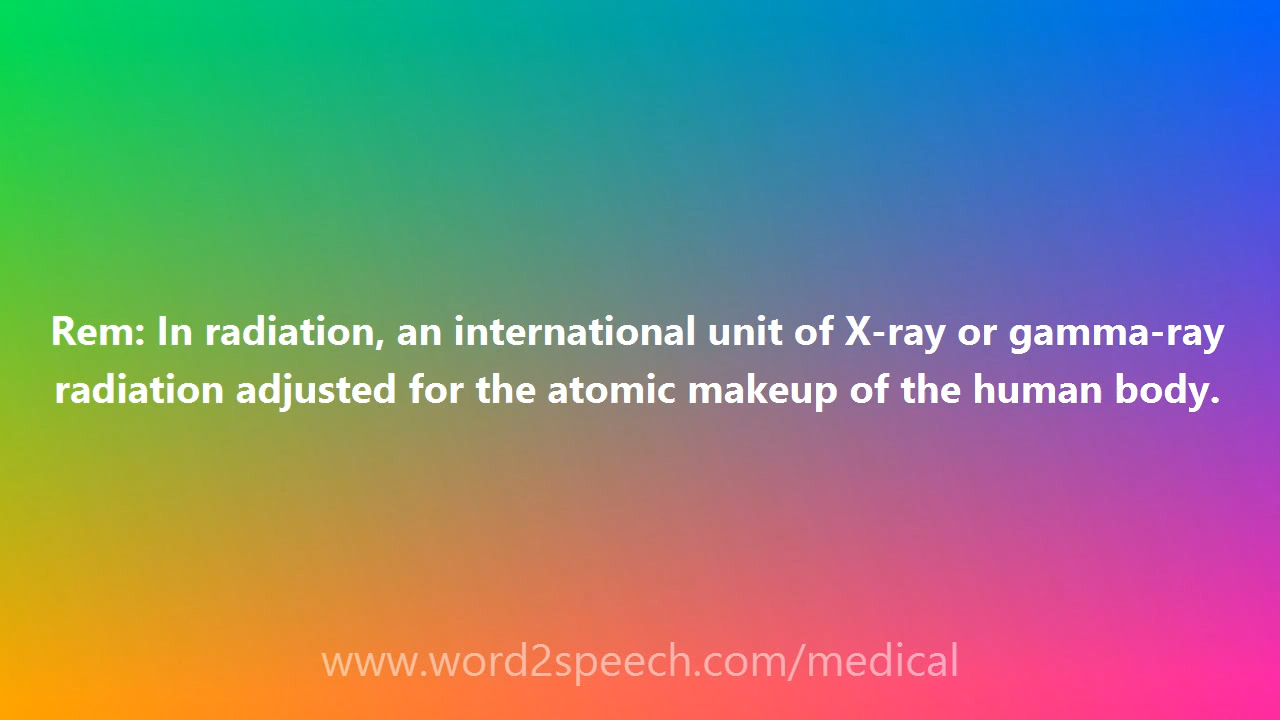 Rem: In radiation, an international unit of X-ray or gamma-ray
radiation adjusted for the atomic makeup of the human body.
www.word2speech.com/medical